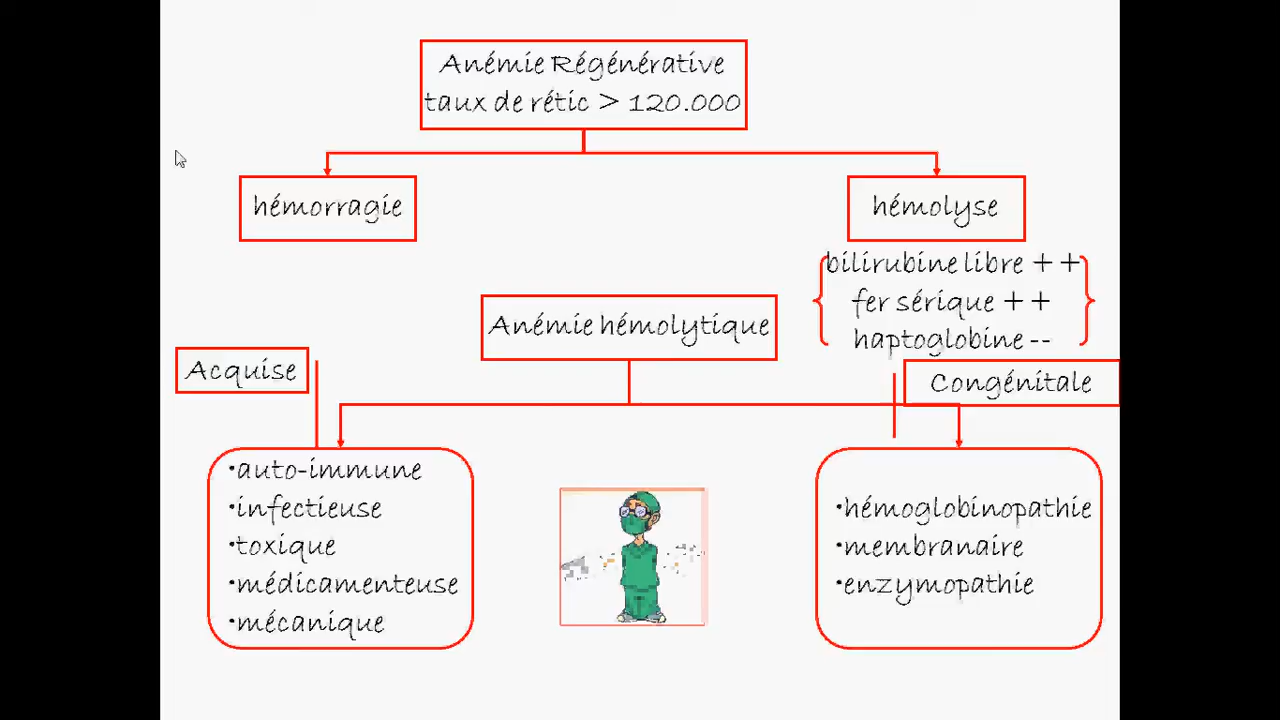 Anémie Régénérative
taux de rétic > 120.000
hémorragie
hémolyse
bilirubine libre + +
fer sérique + +
haptoglobine --
Anémie hémolytique
Acquise
Congénitale
•auto-immune
•infectieuse
•toxique
•médicamenteuse
•mécanique
•hémoglobinopathie
•membranaire
•enzymopathie